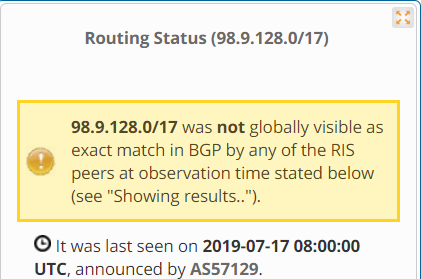 Routing Status (98.9.128.0/17)
98.9.128.0/17 was not globally visible as
exact match in BGP by any of the RIS
peers at observation time stated below
(see "Showing results..").
It was last seen on 2019-07-17 08:00:00
UTC, announced by AS57129.